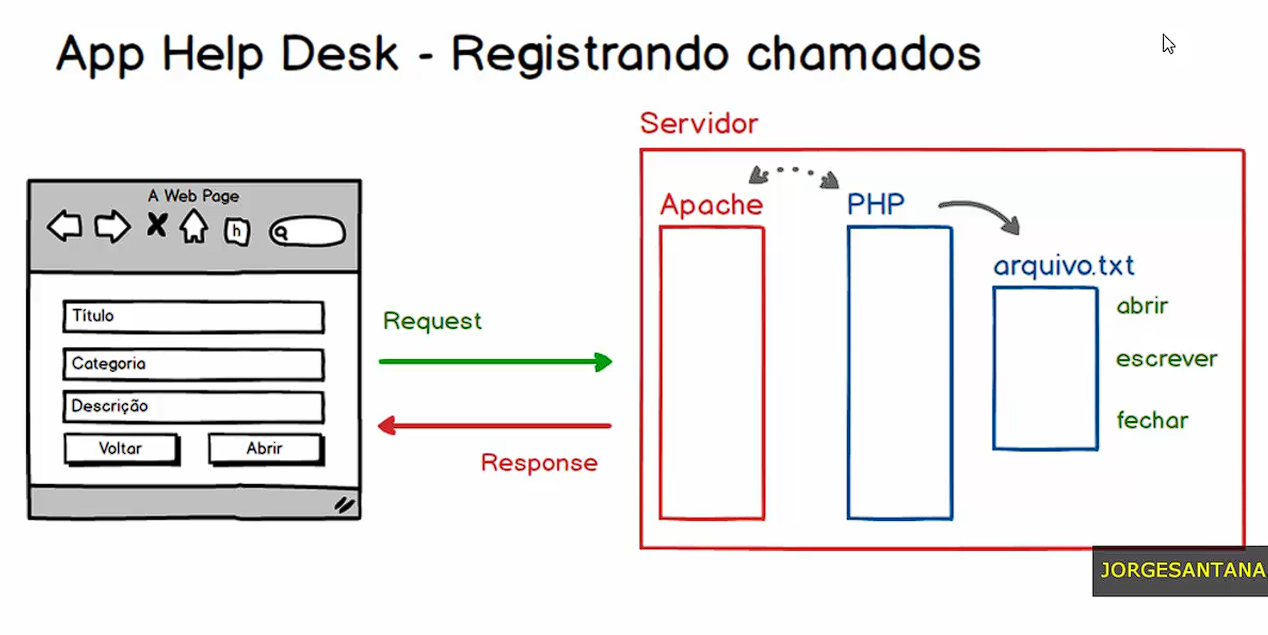 App Help Desk - Registrando chamados
A Web Page
h
Título
Categoria
Descrição
Voltar
Abrir
Request
Response
Servidor
Apache
PHP
arquivo.txt
abrir
escrever
fechar
JORGESANTANA